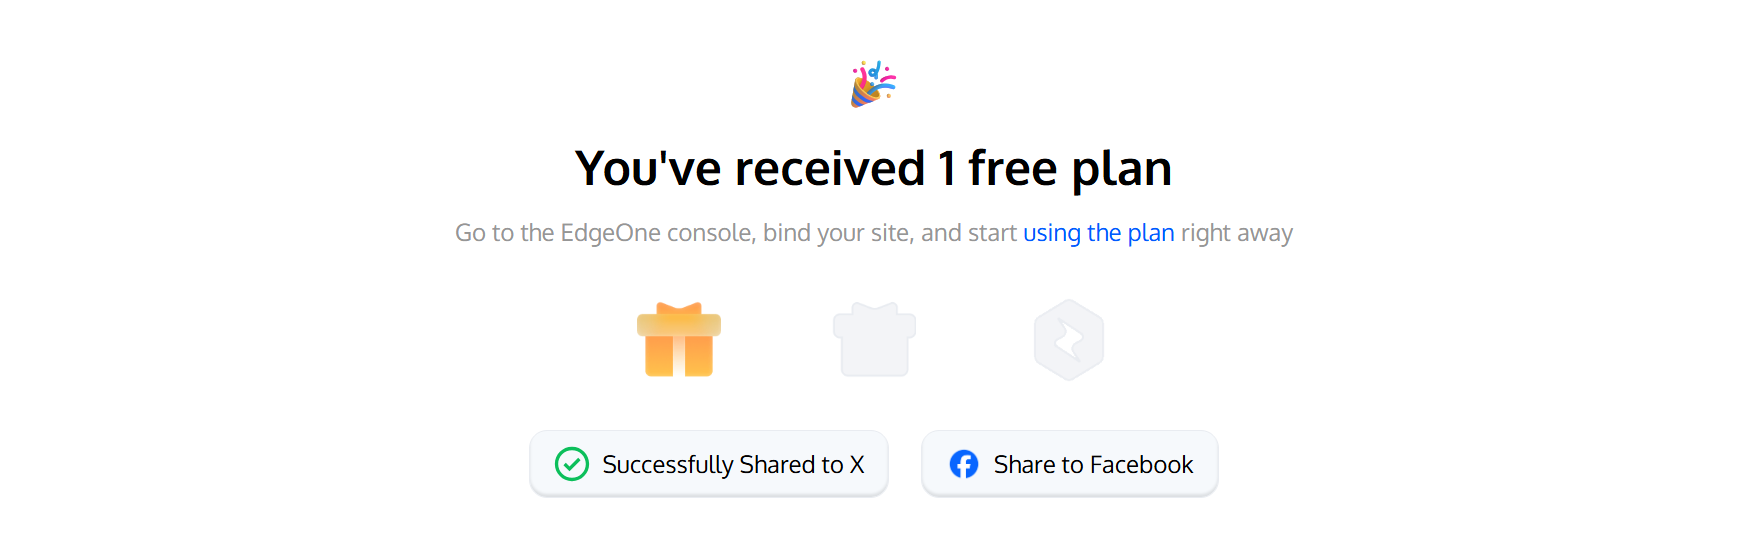 You've received 1 free plan
Go to the EdgeOne console, bind your site, and start using the plan right away
Successfully Shared to X
Share to Facebook